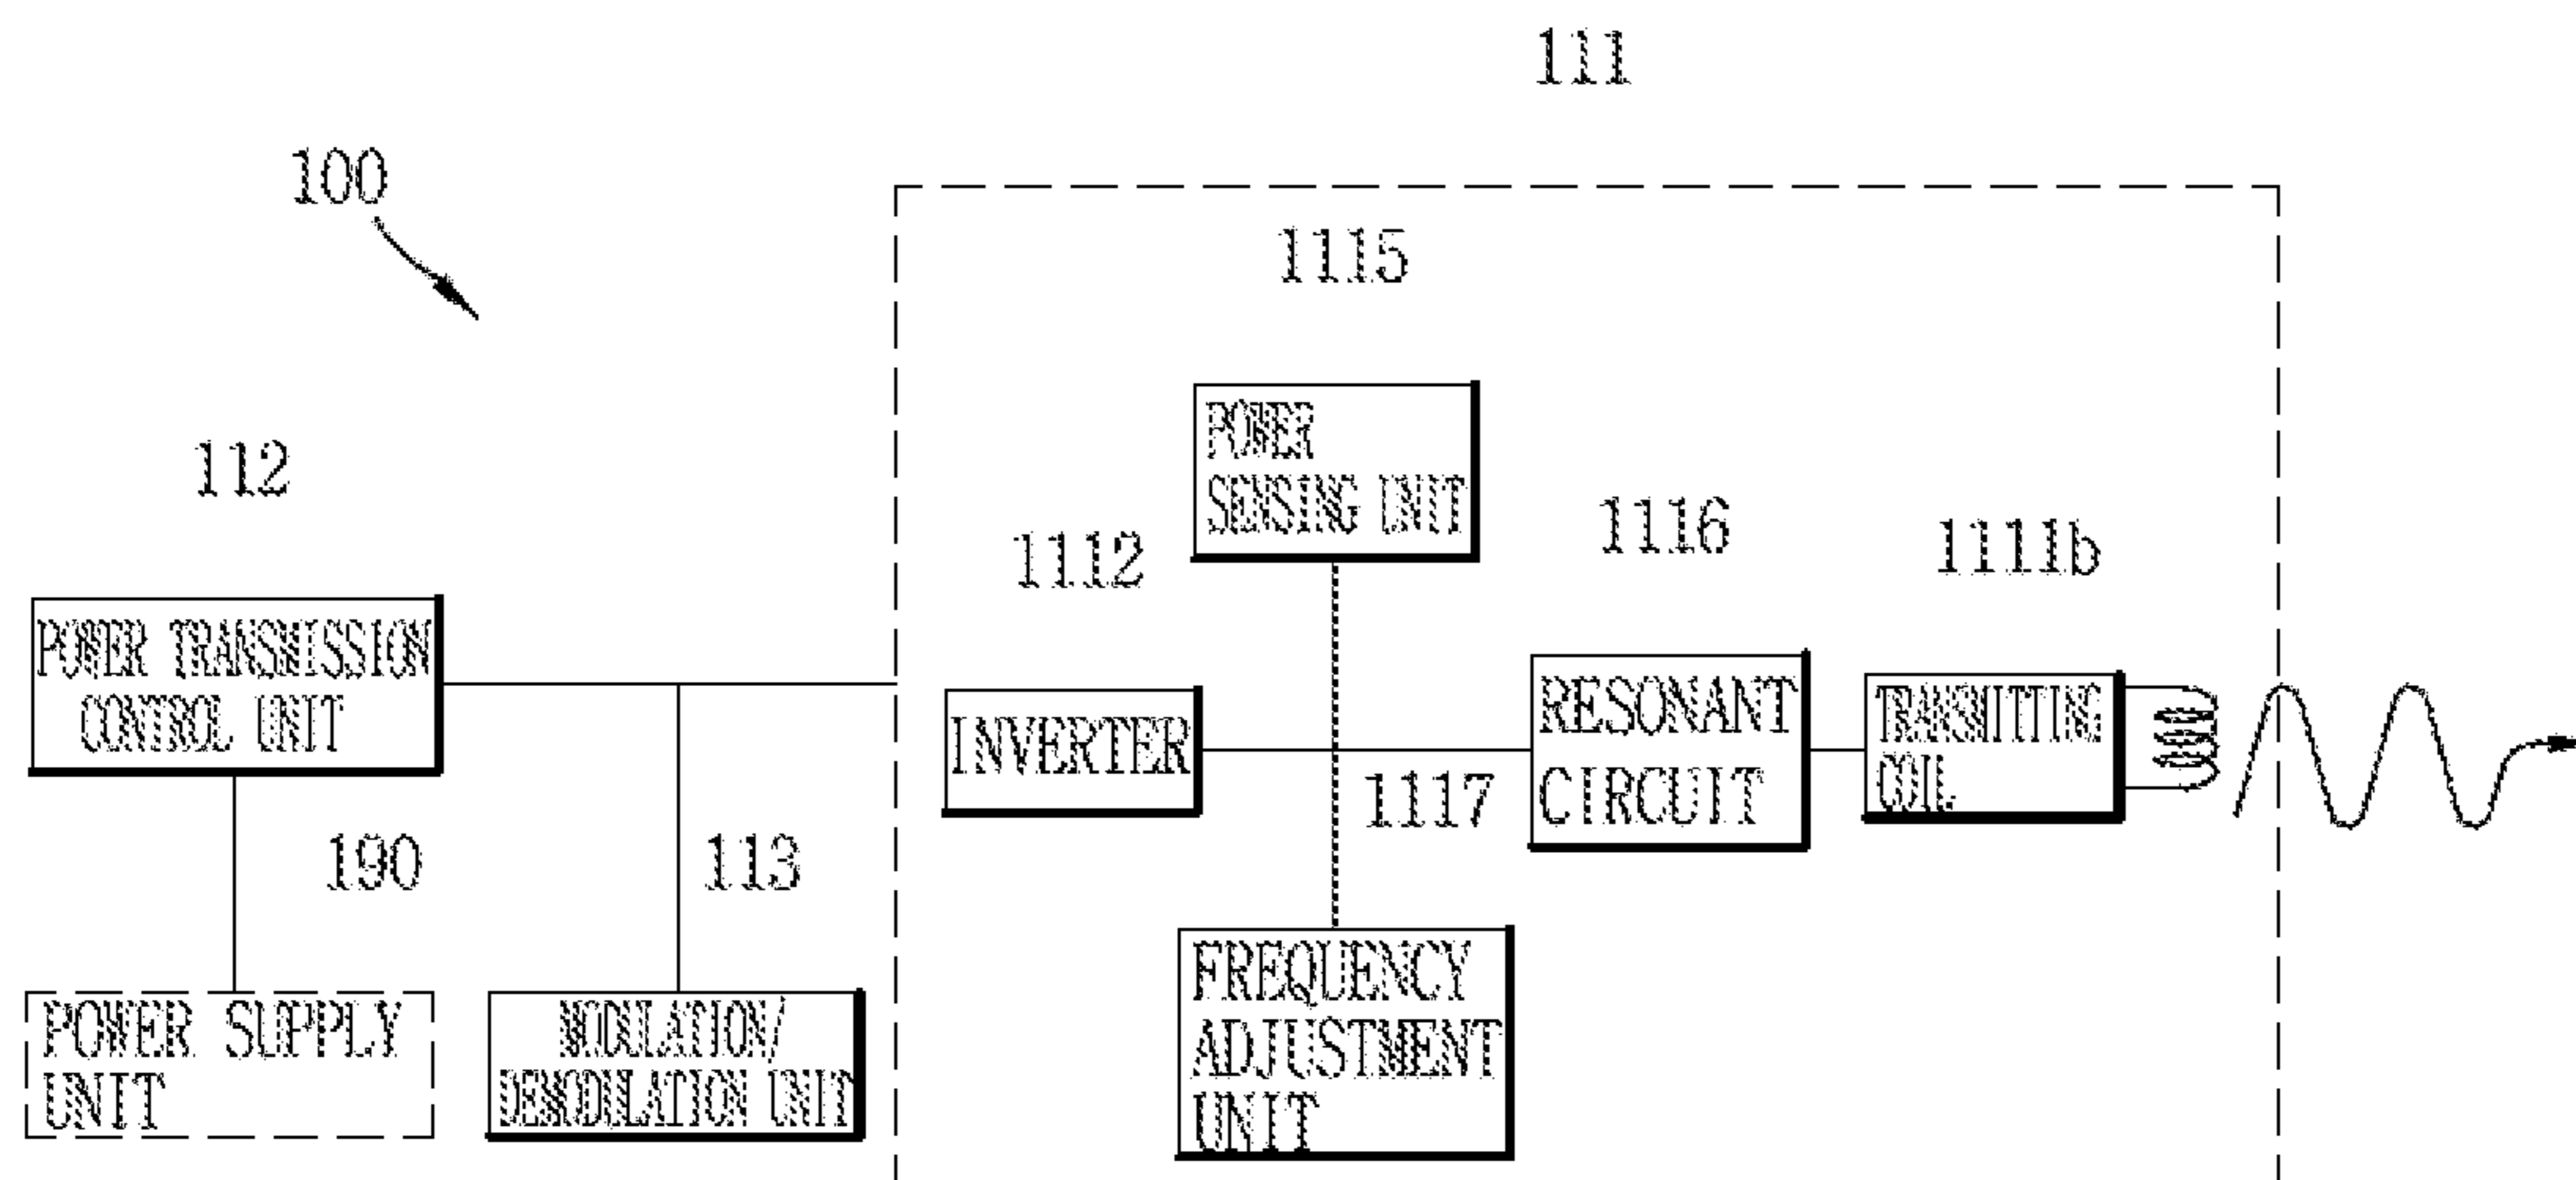 111
100
1115
POWER
SENSING UNIT
112
1112
1116
1111b
POWER TRANSMISSION
CONTROL UNIT
INVERTER
RESONANT
CIRCUIT
TRANSMITTING
COIL
1117
190
113
FREQUENCY
ADJUSTMENT
UNIT
POWER SUPPLY
UNIT
MODULATION/
DEMODULATION UNIT